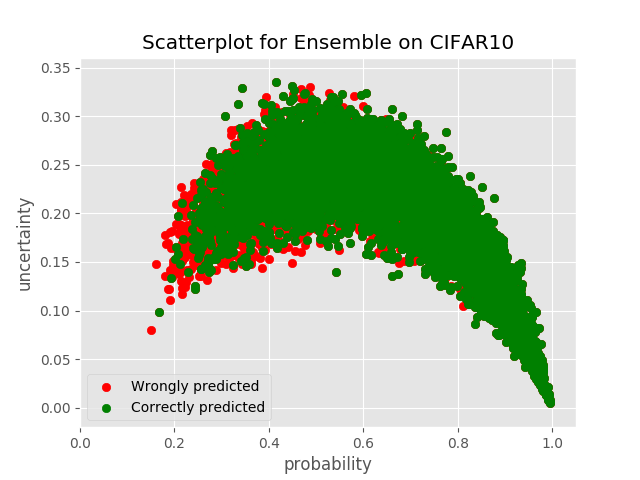 Scatterplot for Ensemble on CIFAR10
0.35
0.30
0.25
0.20
0.15
0.10
0.05
0.00
uncertainty
Wrongly predicted
Correctly predicted
0.0 0.2 0.4 0.6 0.8 1.0
probability